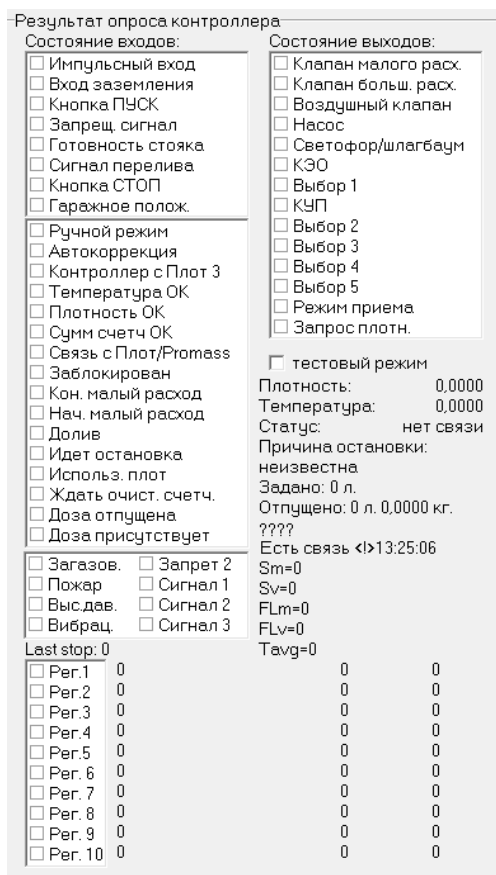 Результат опроса контроллера
Состояние входов:
Импульсный вход
Вход заземления
Кнопка ПУСК
Запрещ. сигнал
Готовность стояка
Сигнал перелива
Кнопка СТОП
Гаражное полож.
Ручной режим
Автокоррекция
Контроллер с Плот 3
Температура ОК
Плотность ОК
Сумм счетч ОК
Связь с Плот/Promass
Заблокирован
Кон. малый расход
Нач. малый расход
Долив
Идет остановка
Использ. плот
Ждать очист. счетч.
Доза отпущена
Доза присутствует
Загазов. Запрет 2
Пожар Сигнал 1
Выс.дав. Сигнал 2
Вибрац. Сигнал 3
Состояние выходов:
Клапан малого расх.
Клапан больш. расх.
Воздушный клапан
Насос
Светофор/шлагбаум
КЭО
Выбор 1
КУП
Выбор 2
Выбор 3
Выбор 4
Выбор 5
Режим приема
Запрос плотн.
тестовый режим
Плотность: 0,0000
Температура: 0,0000
Статус: нет связи
Причина остановки:
неизвестна
Задано: 0 л.
Отпущено: 0 л. 0,0000 кг.
????
Есть связь <!>13:25:06
Sm=0
Sv=0
FLm=0
FLv=0
Last stop: 0 Tavg=0
Рег.1 0 0 0
Рег.2 0 0 0
Рег.3 0 0 0
Рег.4 0 0 0
Рег.5 0 0 0
Рег. 6 0 0 0
Рег. 7 0 0 0
Рег. 8 0 0 0
Рег. 9 0 0 0
Рег. 10 0 0 0